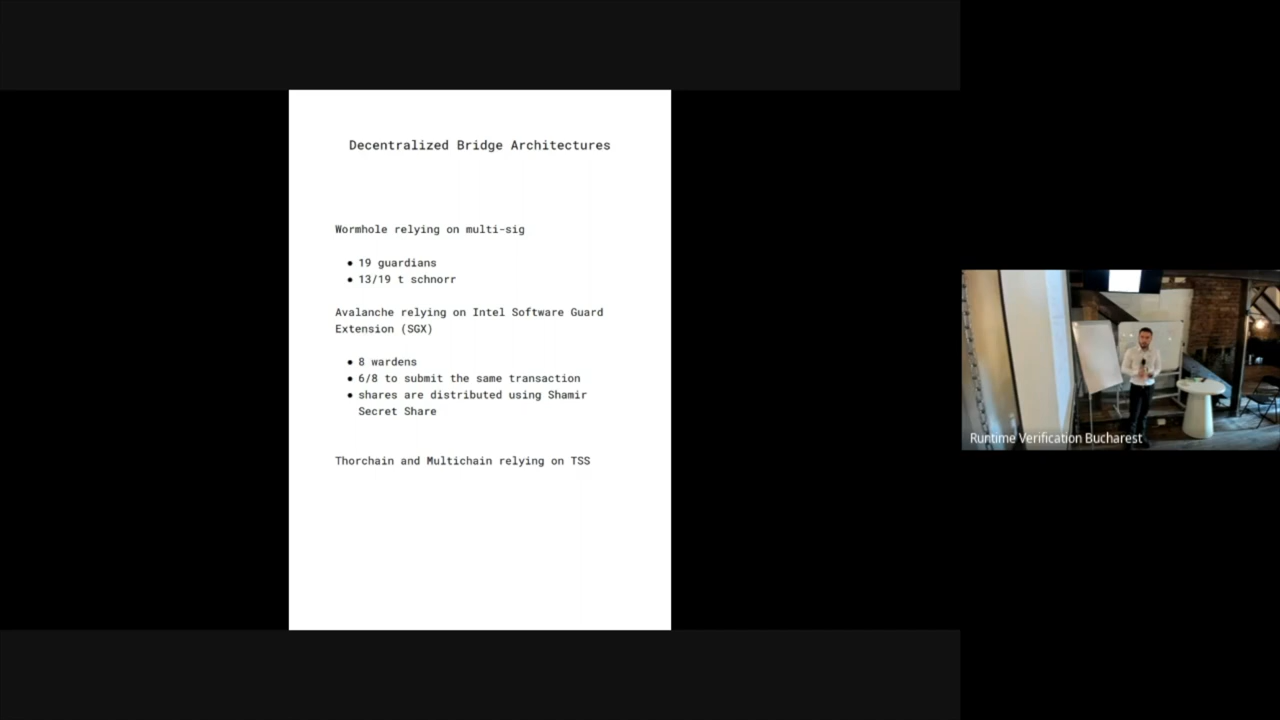 Decentralized Bridge Architectures
Wormhole relying on multi-sig
● 19 guardians
● 13/19 t schnorr
Avalanche relying on Intel Software Guard
Extension (SGX)
● 8 wardens
● 6/8 to submit the same transaction
● shares are distributed using Shamir
Secret Share
Thorchain and Multichain relying on TSS
Runtime Verification Bucharest